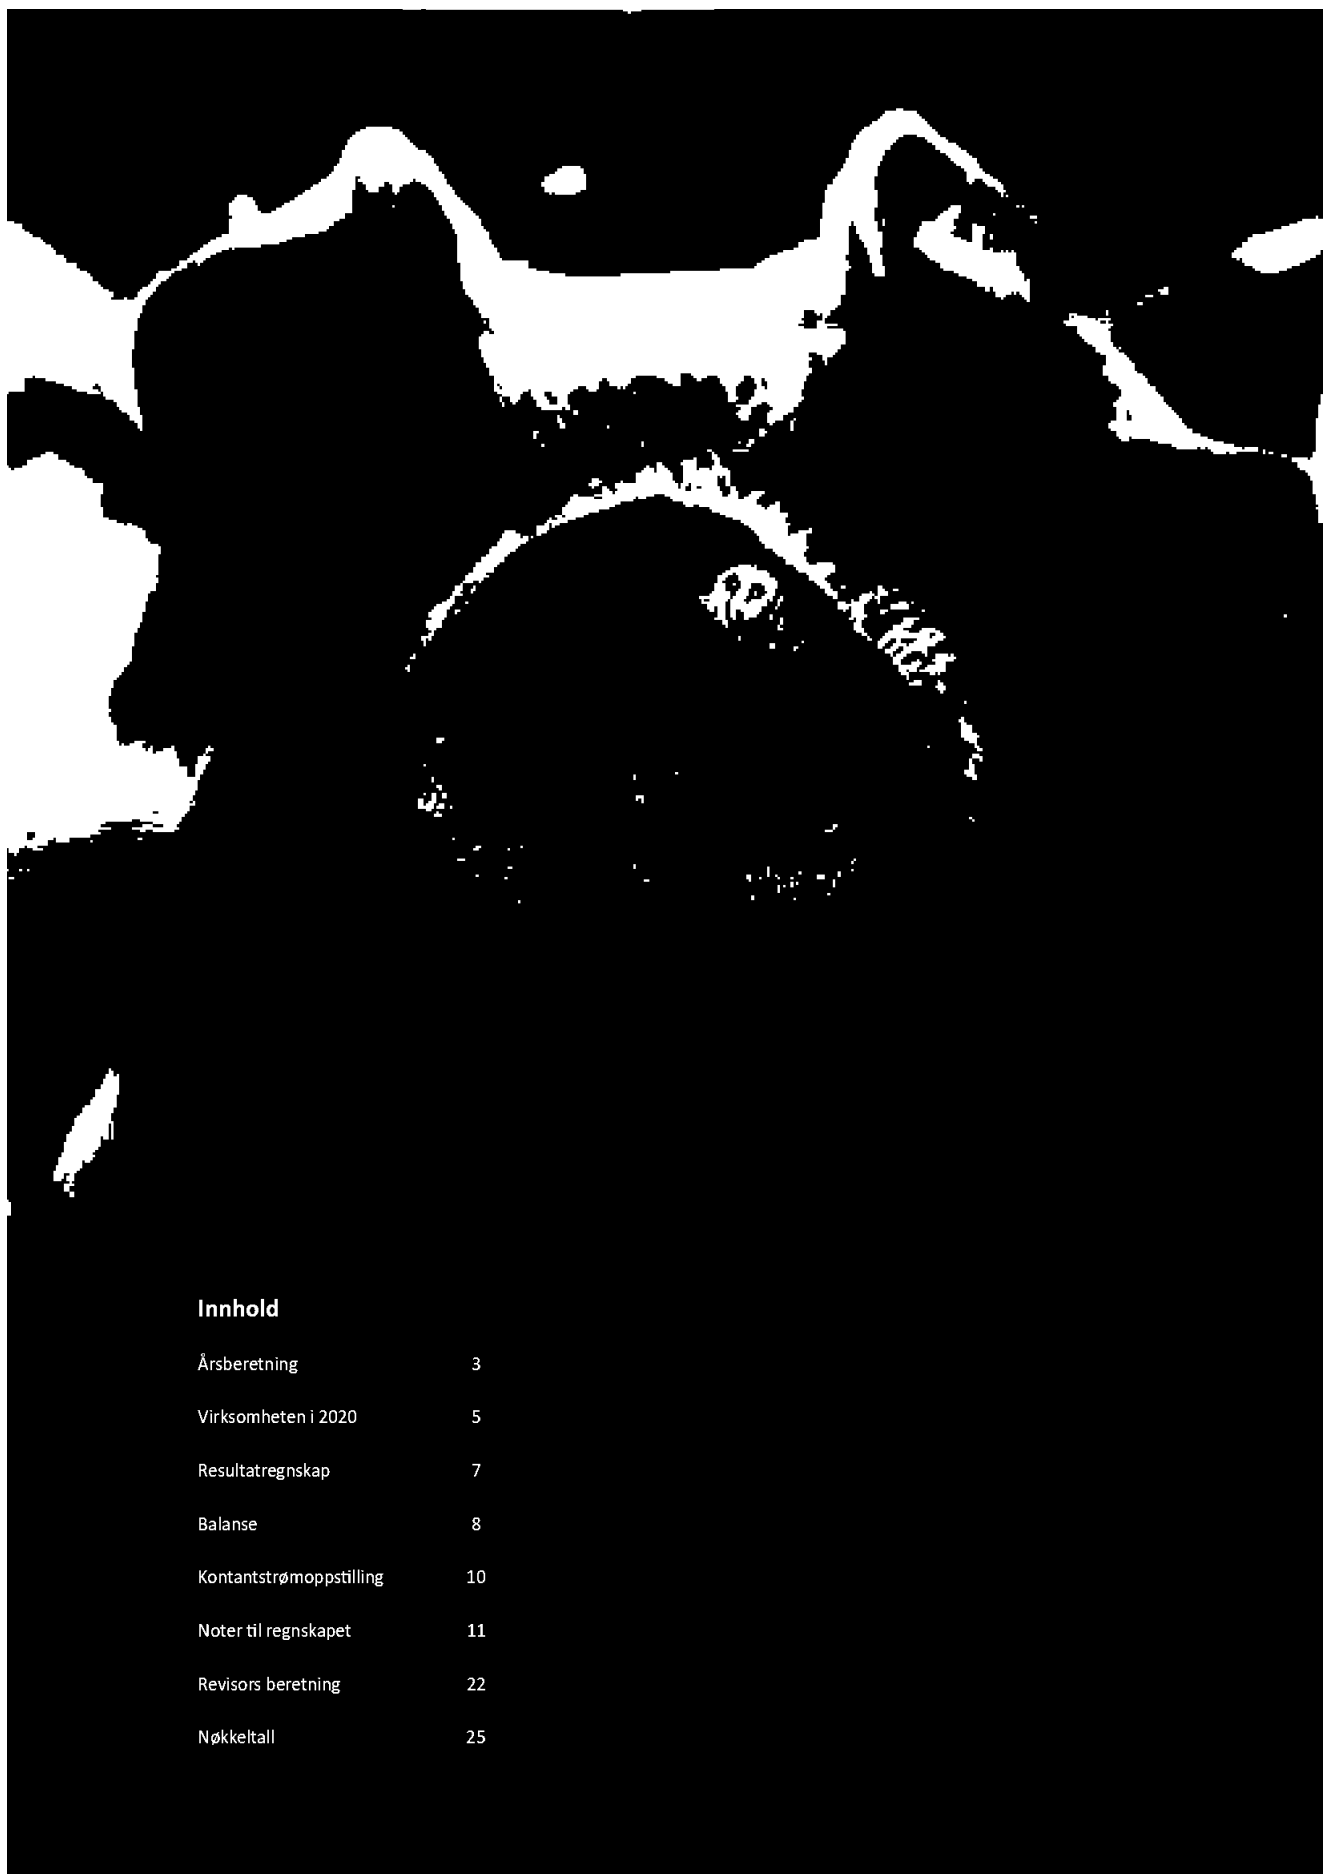 Innhold
Årsberetning 3
Virksomheten i 2020 5
Resultatregnskap 7
Balanse 8
Kontantstrømoppstilling 10
Noter til regnskapet 11
Revisors beretning 22
Nøkkeltall 25